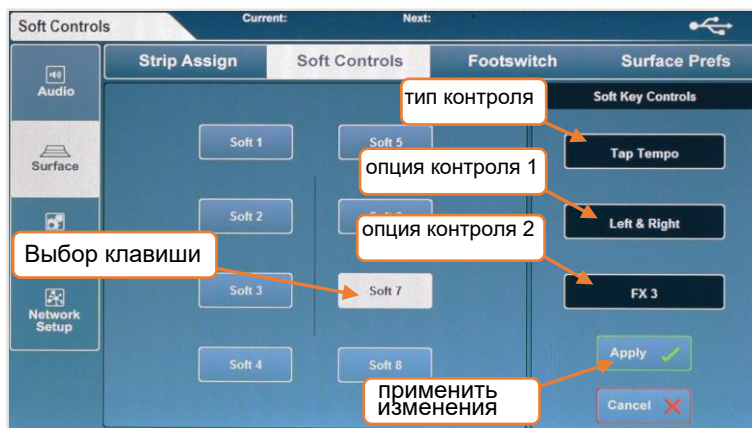 Soft Controls
Current:
Next:
Audio
Surface
Network
Setup
Strip Assign
Soft Controls
Footswitch
Surface Prefs
Soft 1
Soft 5
Soft 2
Soft 3
Soft 7
Soft 4
Soft 8
Выбор клавиши
тип контроля
опция контроля 1
опция контроля 2
применить
изменения
Soft Key Controls
Tap Tempo
Left & Right
FX 3
Apply
Cancel